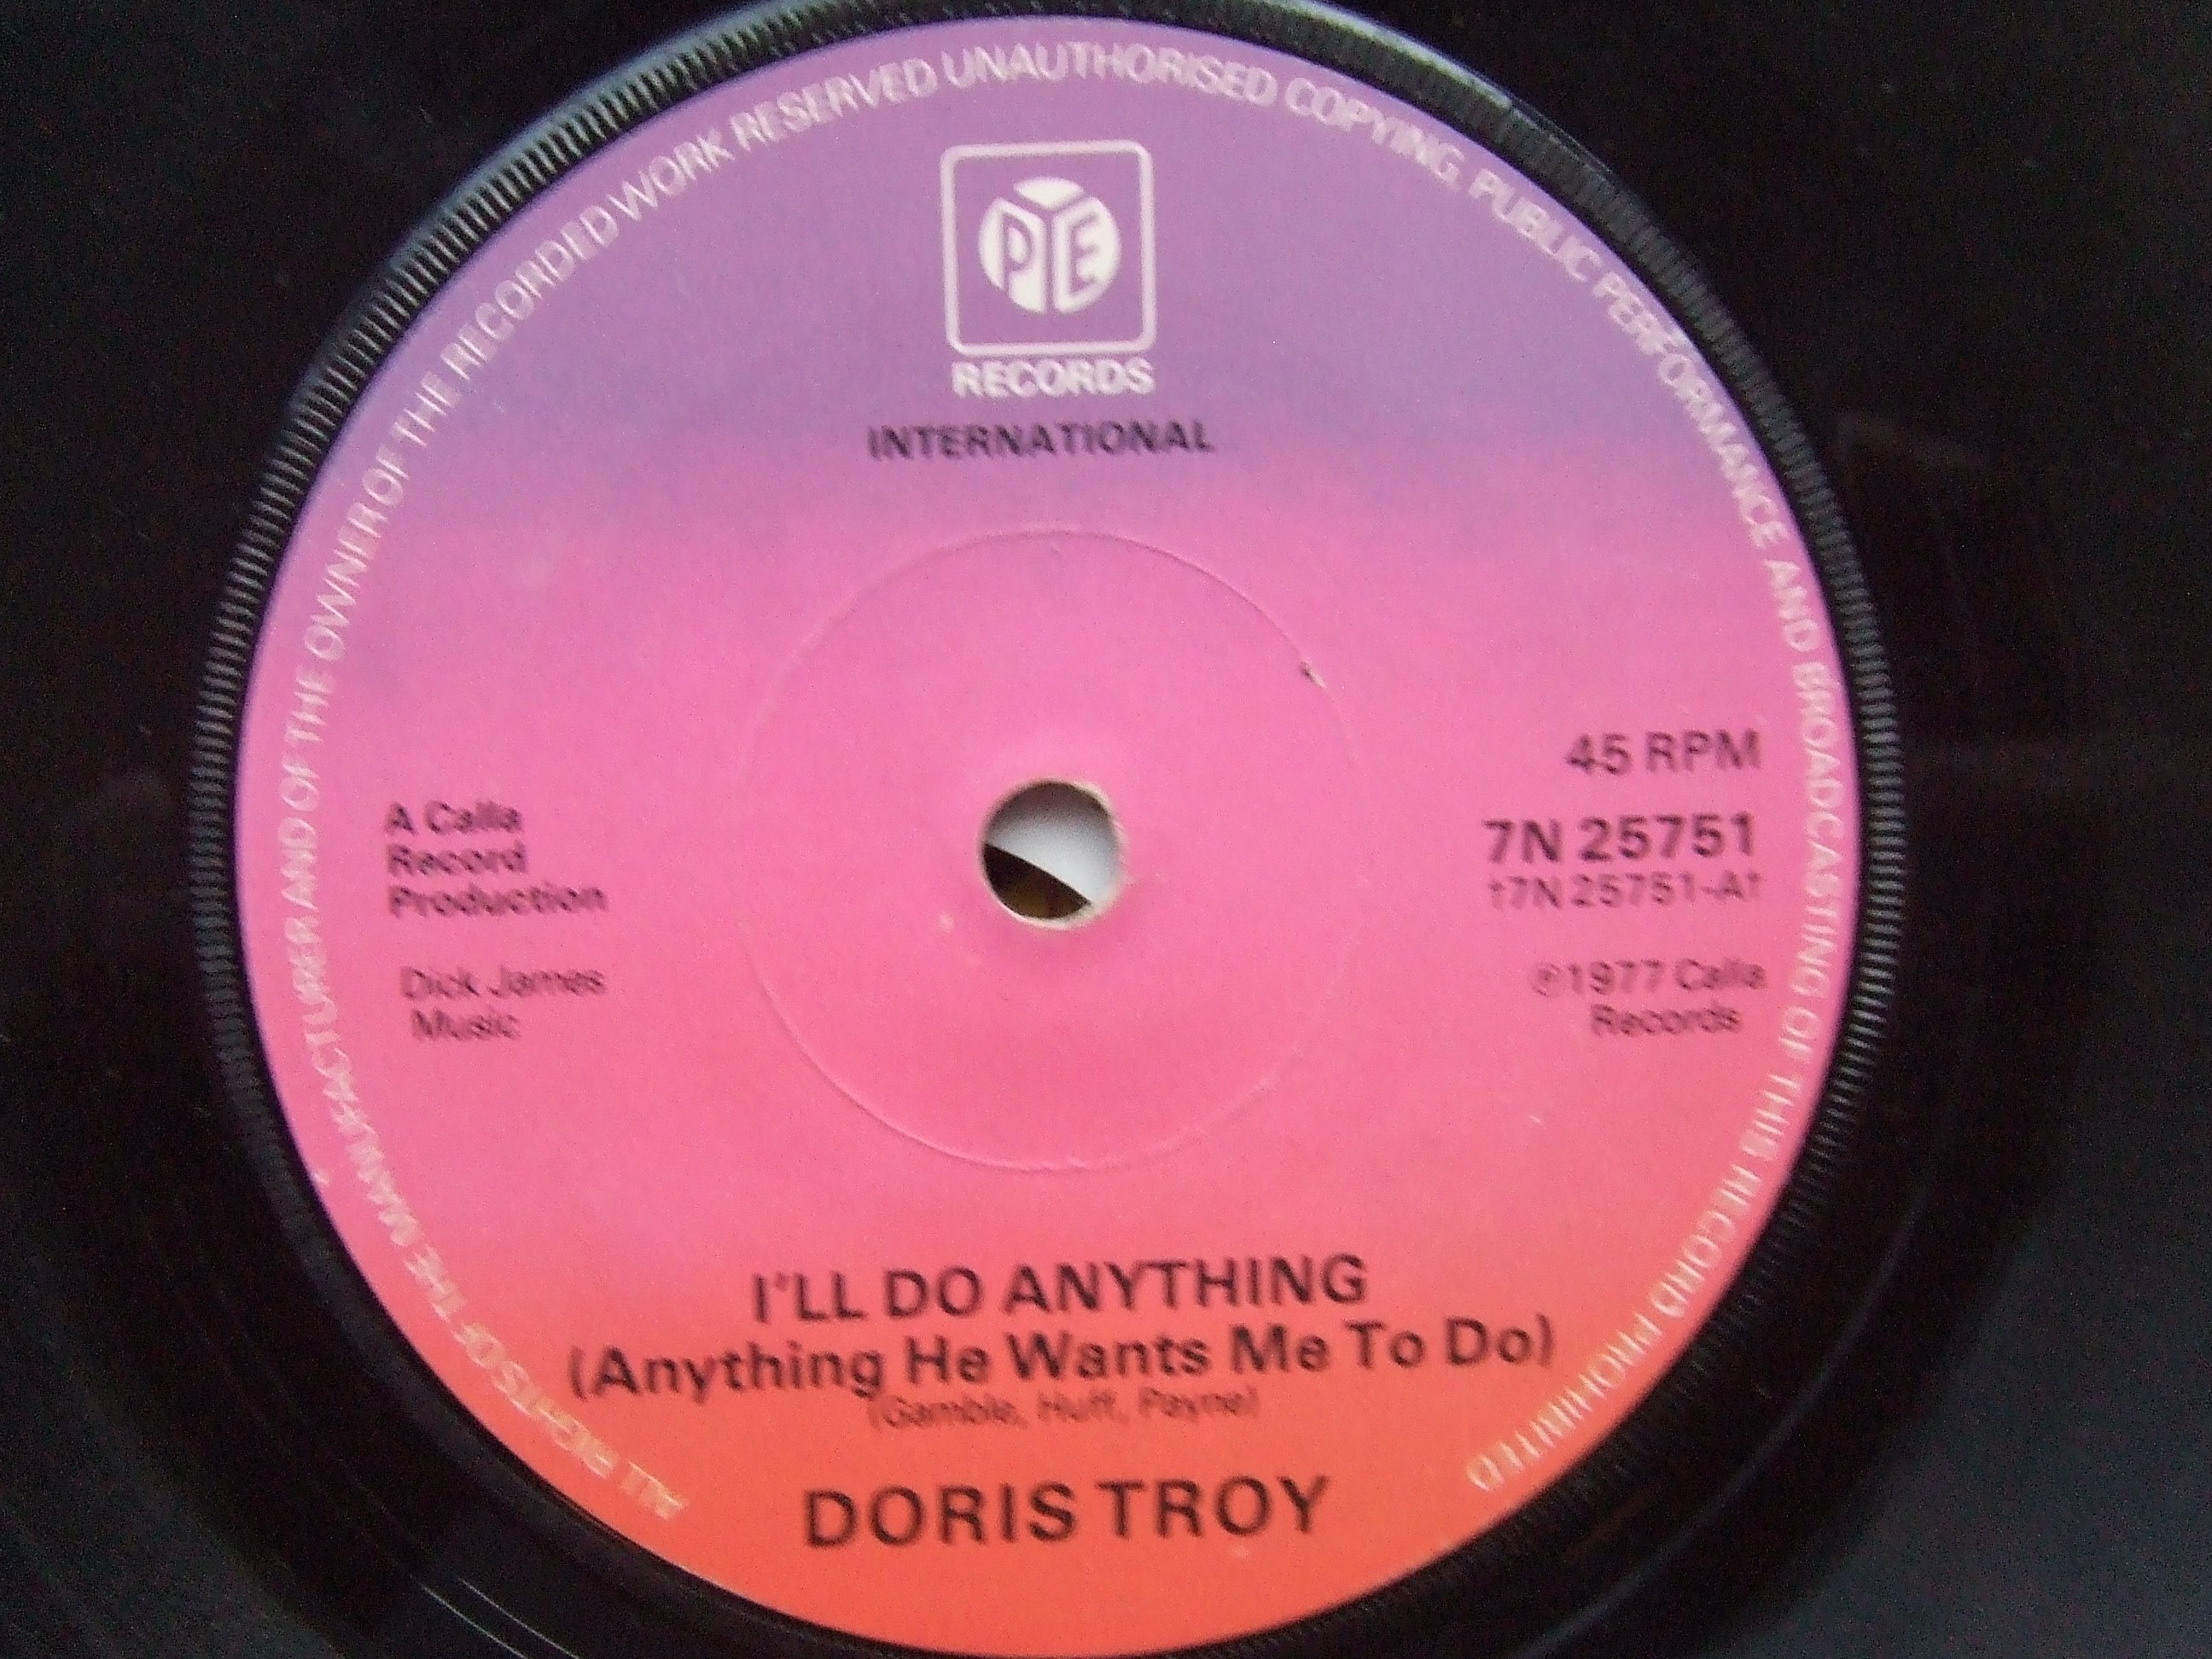 ALL RIGHTS OF THE MANUFACTURER AND OF THE OWNER OF THE RECORDED WORK RESERVED UNAUTHORISED COPYING, PUBLIC PERFORMANCE AND BROADCASTING OF THIS RECORD PROHIBITED
PYE
RECORDS
INTERNATIONAL
45 RPM
7N 25751
†7N 25751-A†
℗1977 Calla
Records
A Calla
Record
Production
Dick James
Music
I'LL DO ANYTHING
(Anything He Wants Me To Do)
(Gamble, Huff, Payne)
DORIS TROY